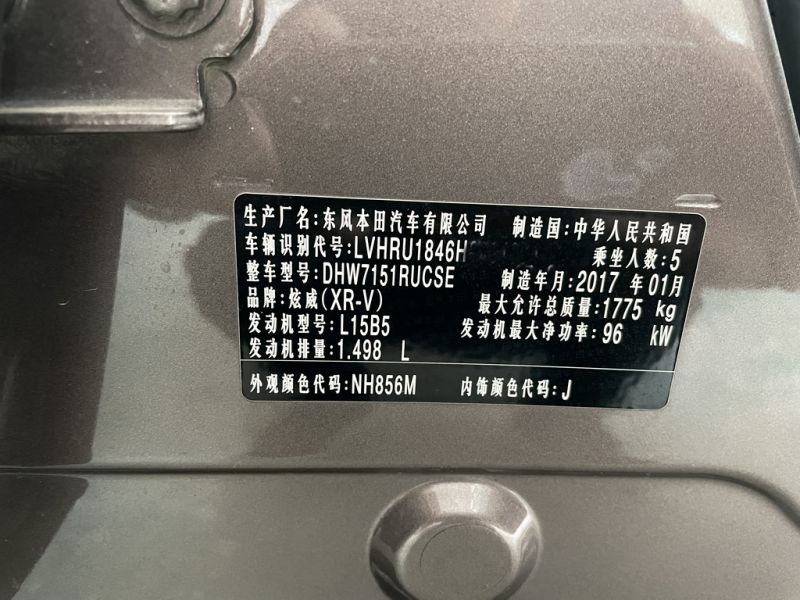 生产厂名:东风本田汽车有限公司 制造国:中华人民共和国
车辆识别代号:LVHRU1846H 乘坐人数:5
整车型号:DHW7151RUCSE 制造年月:2017 年 01月
品牌:炫威(XR-V) 最大允许总质量:1775 kg
发动机型号:L15B5 发动机最大净功率:96 kW
发动机排量:1.498 L
外观颜色代码:NH856M 内饰颜色代码:J